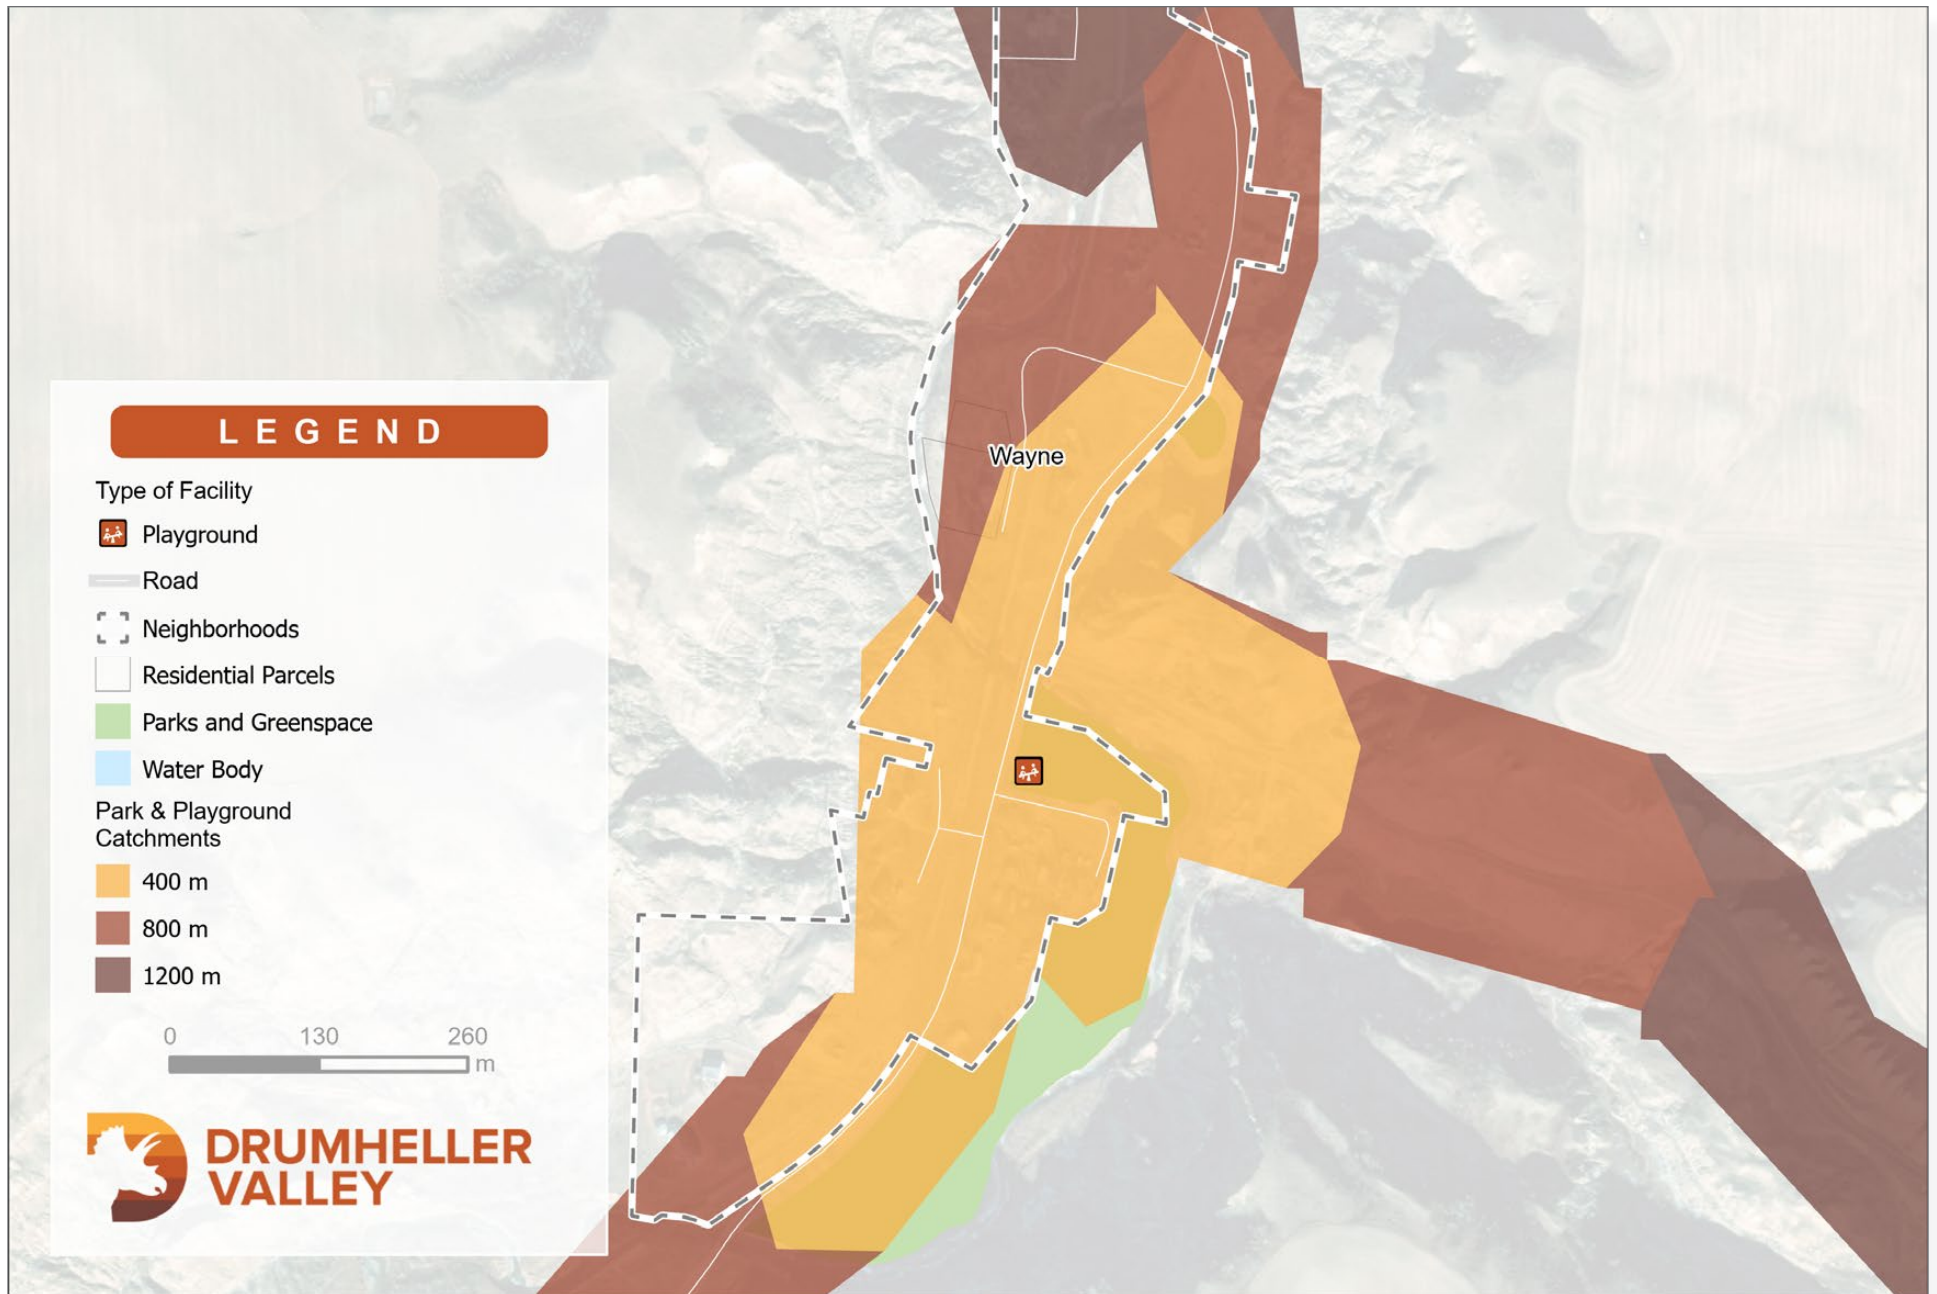 LEGEND
Type of Facility
Playground
Road
Neighborhoods
Residential Parcels
Parks and Greenspace
Water Body
Park & Playground
Catchments
400 m
800 m
1200 m
0 130 260
m
DRUMHELLER
VALLEY
Wayne